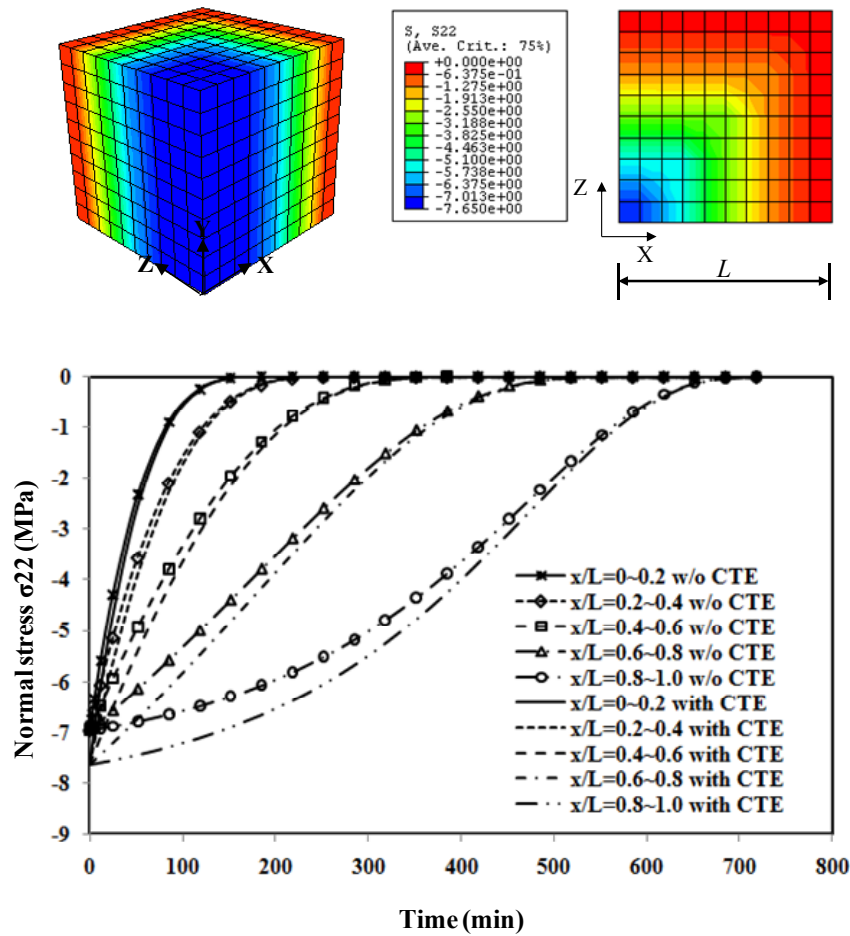 S, S22
(Ave. Crit.: 75%)
+0.000e+00
-6.375e-01
-1.275e+00
-1.913e+00
-2.550e+00
-3.188e+00
-3.825e+00
-4.463e+00
-5.100e+00
-5.738e+00
-6.375e+00
-7.013e+00
-7.650e+00
Y
Z
X
Z
X
L
Normal stress σ22 (MPa)
0
-1
-2
-3
-4
-5
-6
-7
-8
-9
x/L=0~0.2 w/o CTE
x/L=0.2~0.4 w/o CTE
x/L=0.4~0.6 w/o CTE
x/L=0.6~0.8 w/o CTE
x/L=0.8~1.0 w/o CTE
x/L=0~0.2 with CTE
x/L=0.2~0.4 with CTE
x/L=0.4~0.6 with CTE
x/L=0.6~0.8 with CTE
x/L=0.8~1.0 with CTE
0 100 200 300 400 500 600 700 800
Time (min)